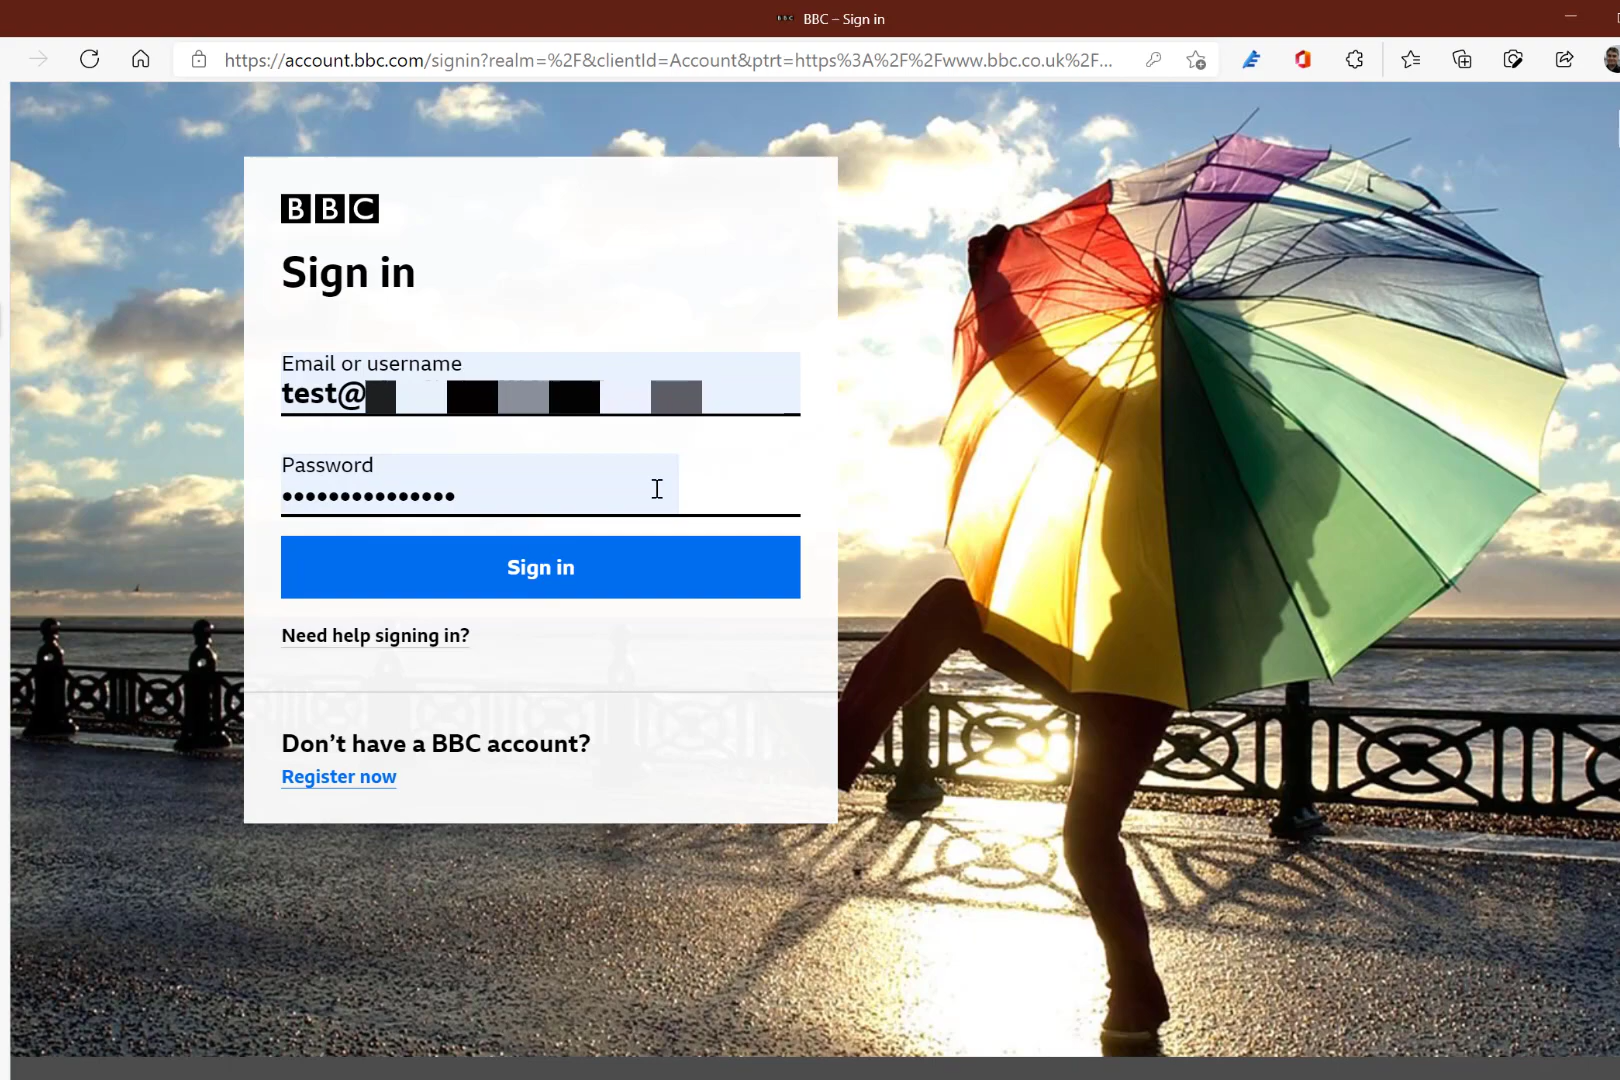 BBC – Sign in
https://account.bbc.com/signin?realm=%2F&clientId=Account&ptrt=https%3A%2F%2Fwww.bbc.co.uk%2F...
BBC
Sign in
Email or username
test@
Password
Sign in
Need help signing in?
Don’t have a BBC account?
Register now